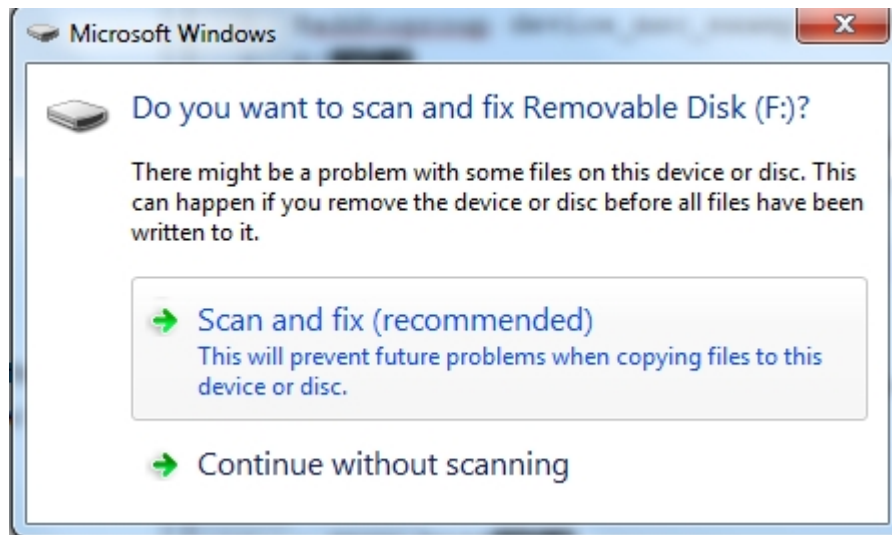 Microsoft Windows
Do you want to scan and fix Removable Disk (F:)?
There might be a problem with some files on this device or disc. This
can happen if you remove the device or disc before all files have been
written to it.
Scan and fix (recommended)
This will prevent future problems when copying files to this
device or disc.
Continue without scanning